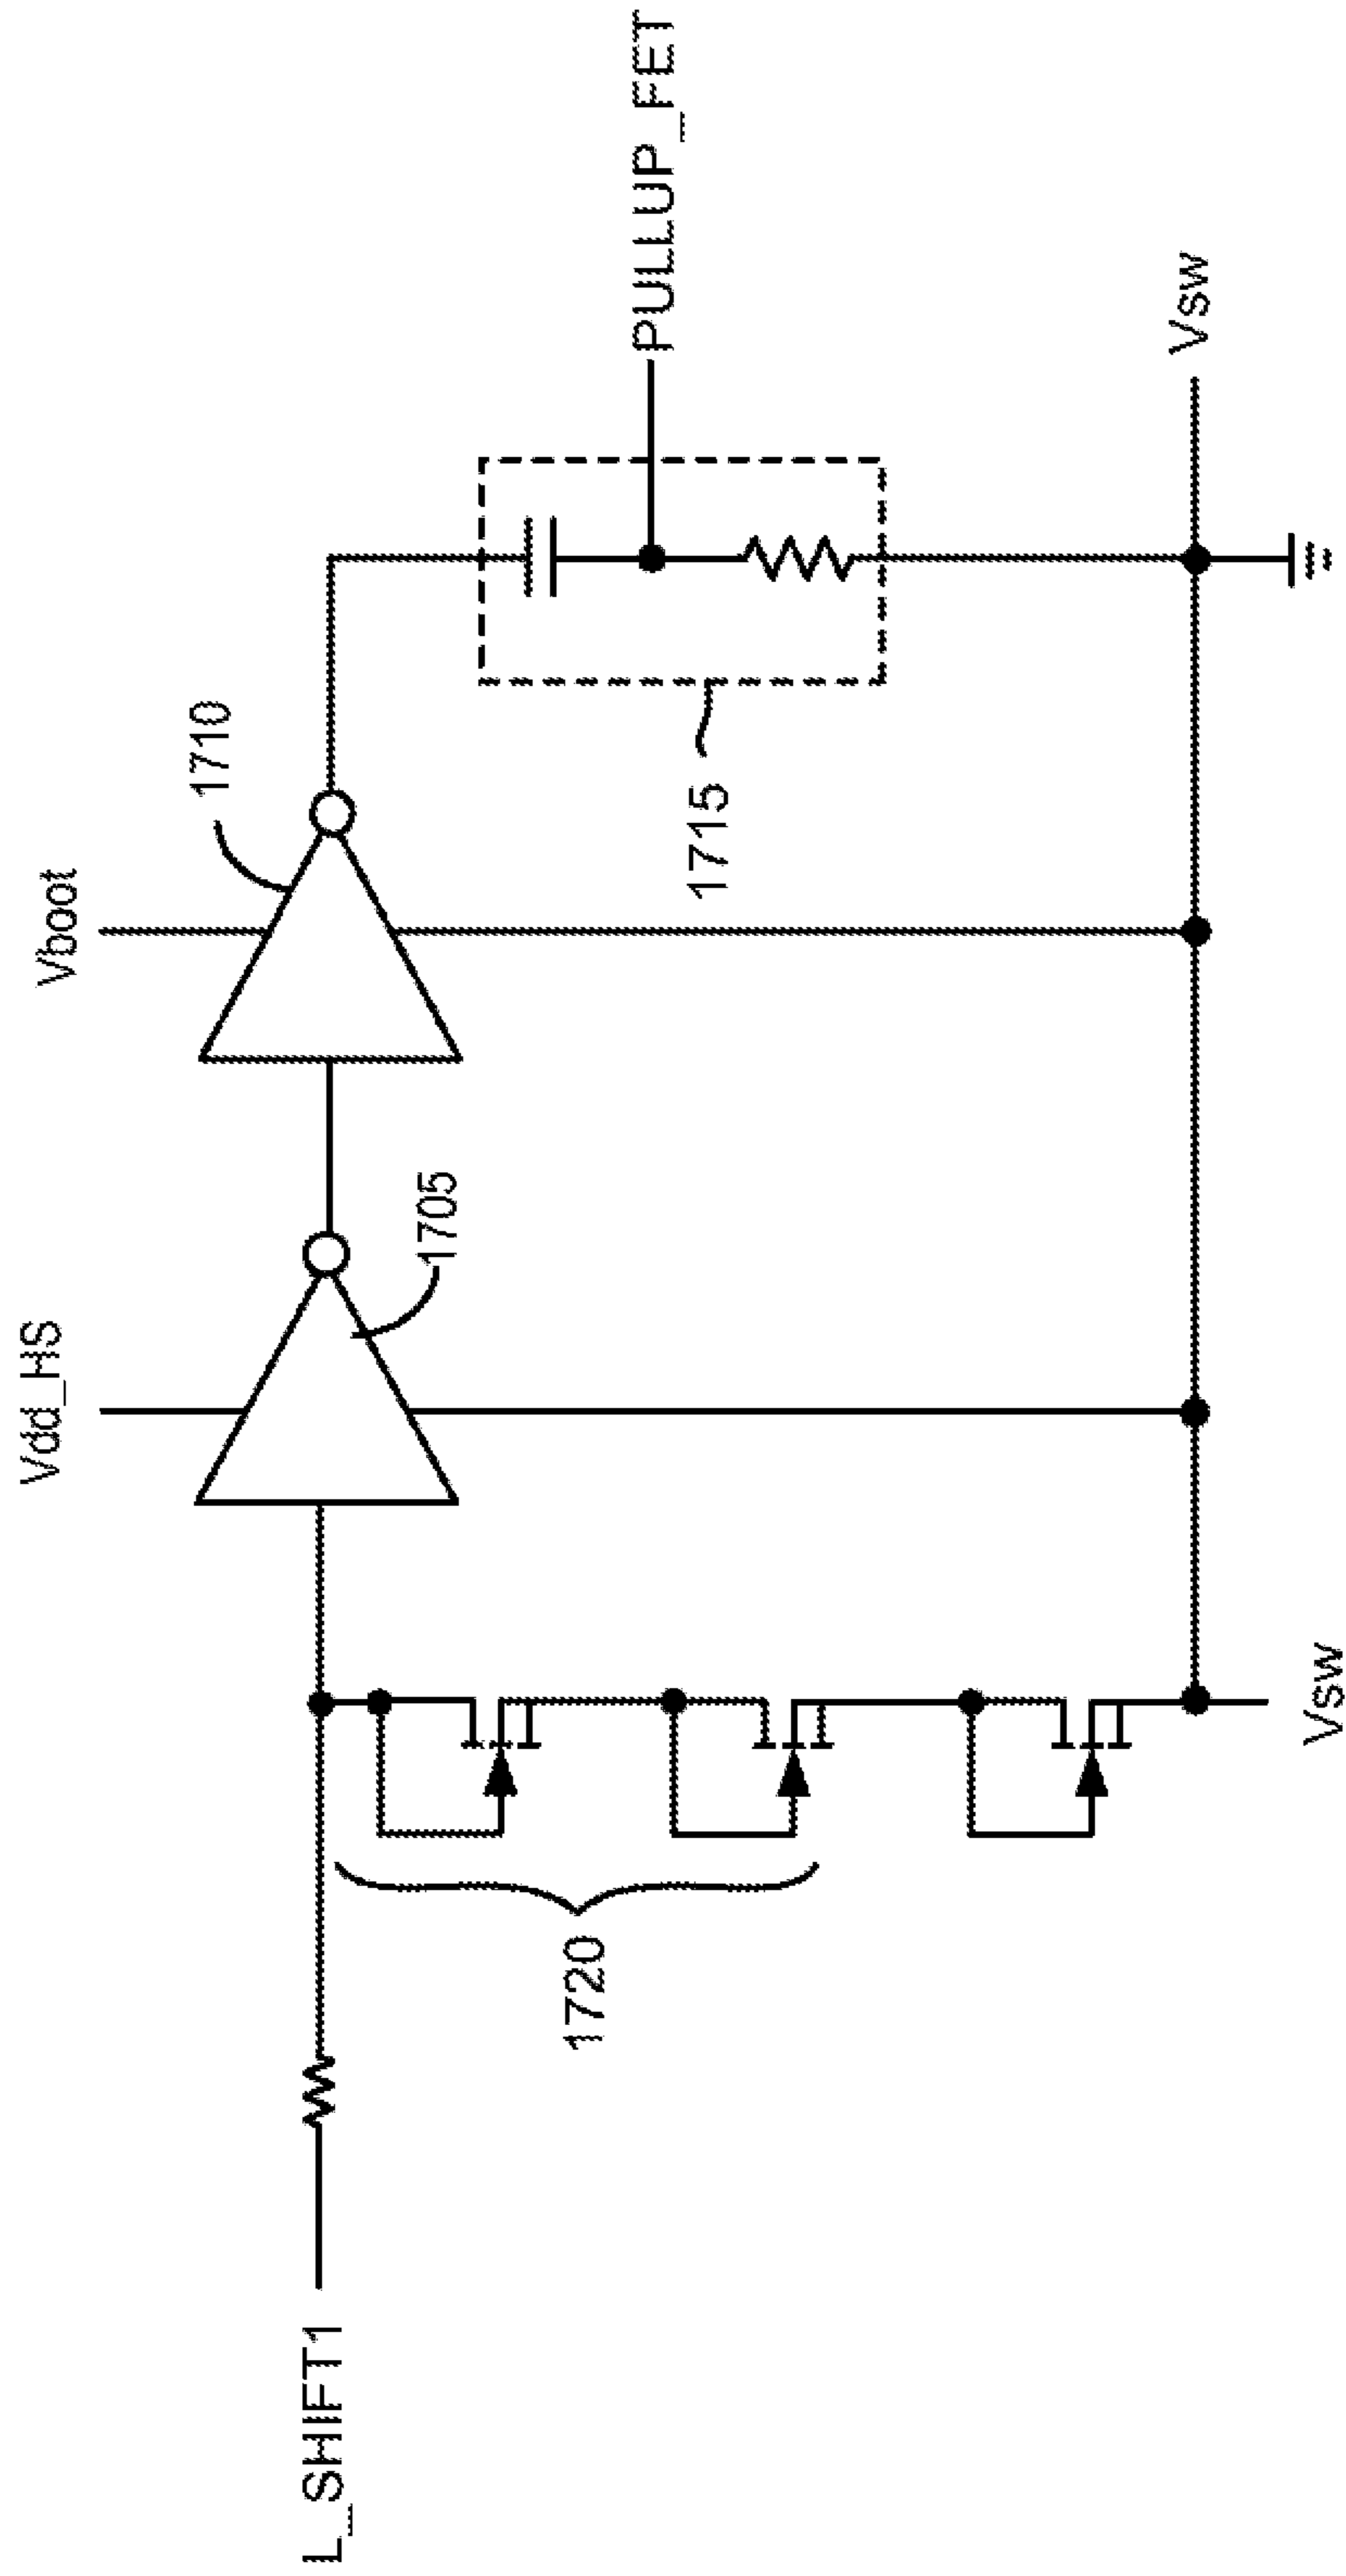 Vdd_HS
Vboot
1710
L_SHIFT1
1705
1720
1715
PULLUP_FET
Vsw
Vsw